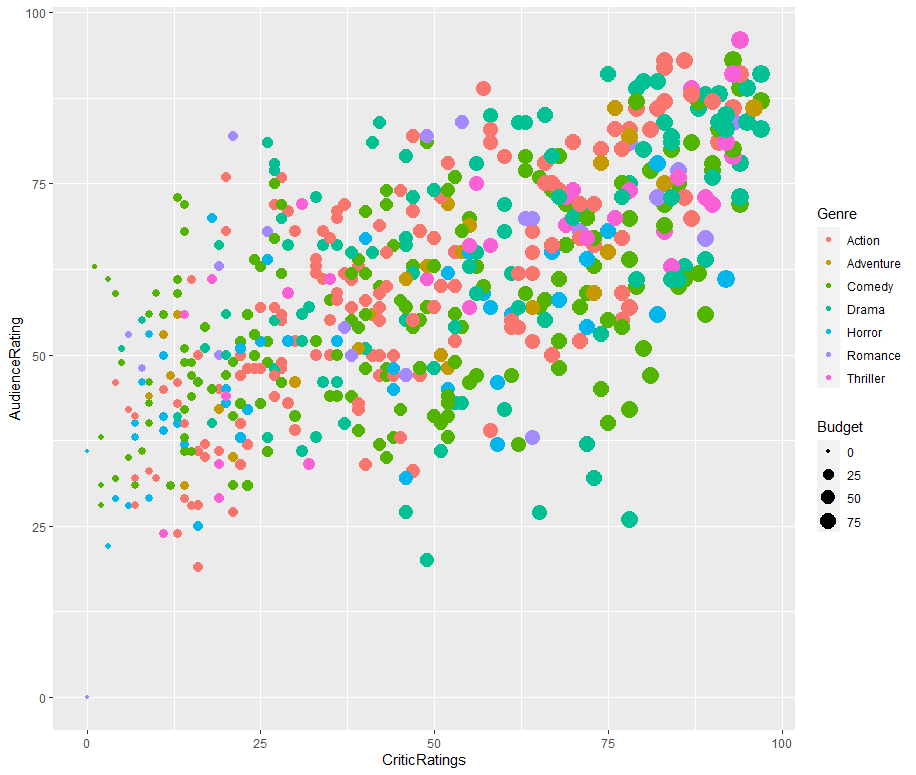 100
75
50
25
0
AudienceRating
0 25 50 75 100
CriticRatings
Genre
Action
Adventure
Comedy
Drama
Horror
Romance
Thriller
Budget
0
25
50
75